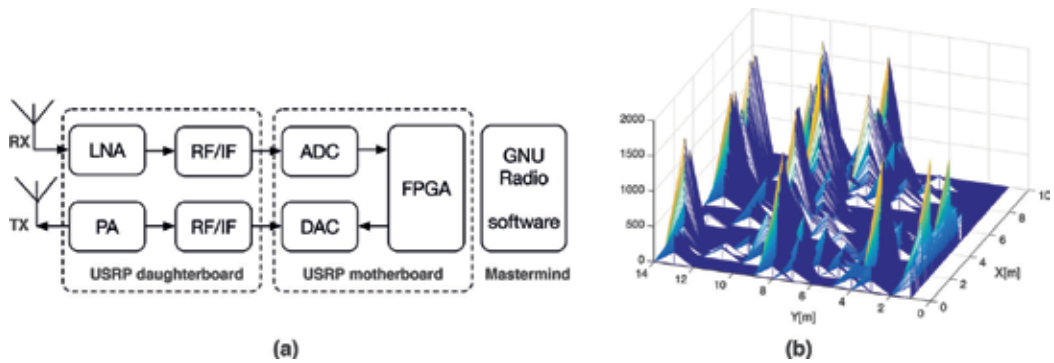 RX
LNA
RF/IF
ADC
FPGA
GNU
Radio
software
TX
PA
RF/IF
DAC
USRP daughterboard
USRP motherboard
Mastermind
(a)
2000
1500
1000
500
0
14
12
10
8
6
4
2
0
Y[m]
0
2
4
6
8
10
X[m]
(b)